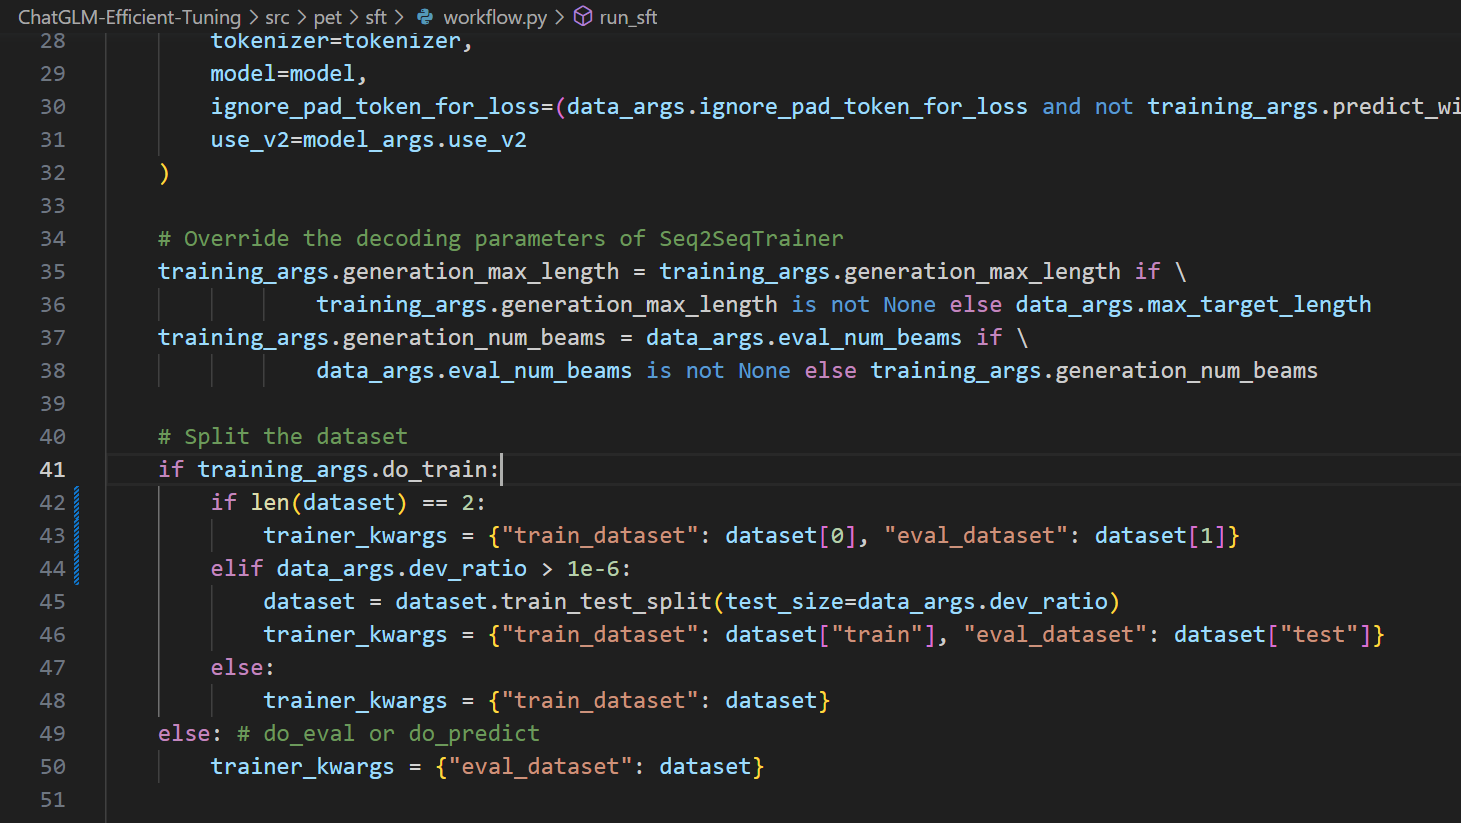 ChatGLM-Efficient-Tuning > src > pet > sft > workflow.py > run_sft
28 tokenizer=tokenizer,
29 model=model,
30 ignore_pad_token_for_loss=(data_args.ignore_pad_token_for_loss and not training_args.predict_wi
31 use_v2=model_args.use_v2
32 )
33
34 # Override the decoding parameters of Seq2SeqTrainer
35 training_args.generation_max_length = training_args.generation_max_length if \
36 training_args.generation_max_length is not None else data_args.max_target_length
37 training_args.generation_num_beams = data_args.eval_num_beams if \
38 data_args.eval_num_beams is not None else training_args.generation_num_beams
39
40 # Split the dataset
41 if training_args.do_train:
42 if len(dataset) == 2:
43 trainer_kwargs = {"train_dataset": dataset[0], "eval_dataset": dataset[1]}
44 elif data_args.dev_ratio > 1e-6:
45 dataset = dataset.train_test_split(test_size=data_args.dev_ratio)
46 trainer_kwargs = {"train_dataset": dataset["train"], "eval_dataset": dataset["test"]}
47 else:
48 trainer_kwargs = {"train_dataset": dataset}
49 else: # do_eval or do_predict
50 trainer_kwargs = {"eval_dataset": dataset}
51